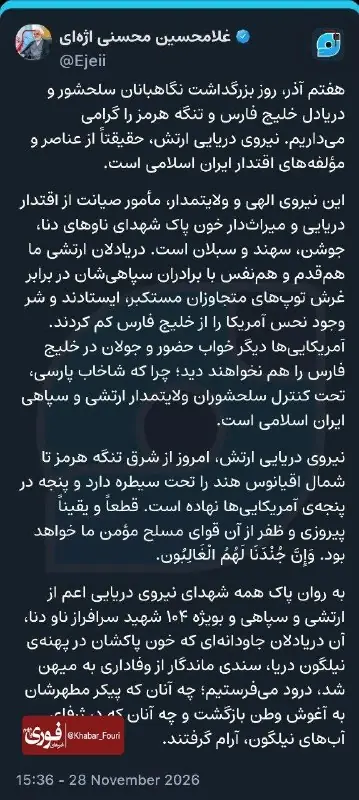 غلامحسین محسنی اژه‌ای
@Ejeii
هفتم آذر، روز بزرگداشت نگاهبانان سلحشور و
دریادل خلیج فارس و تنگه هرمز را گرامی
می‌داریم. نیروی دریایی ارتش، حقیقتاً از عناصر و
مؤلفه‌های اقتدار ایران اسلامی است.
این نیروی الهی و ولایتمدار، مأمور صیانت از اقتدار
دریایی و میراث‌دار خون پاک شهدای ناوهای دنا،
جوشن، سهند و سبلان است. دریادلان ارتشی ما
هم‌قدم و هم‌نفس با برادران سپاهی‌شان در برابر
غرش توپ‌های متجاوزان مستکبر، ایستادند و شر
وجود نحس آمریکا را از خلیج فارس کم کردند.
آمریکایی‌ها دیگر خواب حضور و جولان در خلیج
فارس را هم نخواهند دید؛ چرا که شاخاب پارسی،
تحت کنترل سلحشوران ولایتمدار ارتشی و سپاهی
ایران اسلامی است.
نیروی دریایی ارتش، امروز از شرق تنگه هرمز تا
شمال اقیانوس هند را تحت سیطره دارد و پنجه در
پنجه‌ی آمریکایی‌ها نهاده است. قطعاً و یقیناً
پیروزی و ظفر از آن قوای مسلح مؤمن ما خواهد
بود. وَإِنَّ جُنْدَنَا لَهُمُ الْغَالِبُون.
به روان پاک همه شهدای نیروی دریایی اعم از
ارتشی و سپاهی و بویژه ۱۰۴ شهید سرافراز ناو دنا،
آن دریادلان جاودانه‌ای که خون پاکشان در پهنه‌ی
نیلگون دریا، سندی ماندگار از وفاداری به میهن
شد، درود می‌فرستیم؛ چه آنان که پیکر مطهرشان
به آغوش وطن بازگشت و چه آنان که در
آب‌های نیلگون، آرام گرفتند.
فوری
@Khabar_Fouri
15:36 - 28 November 2026